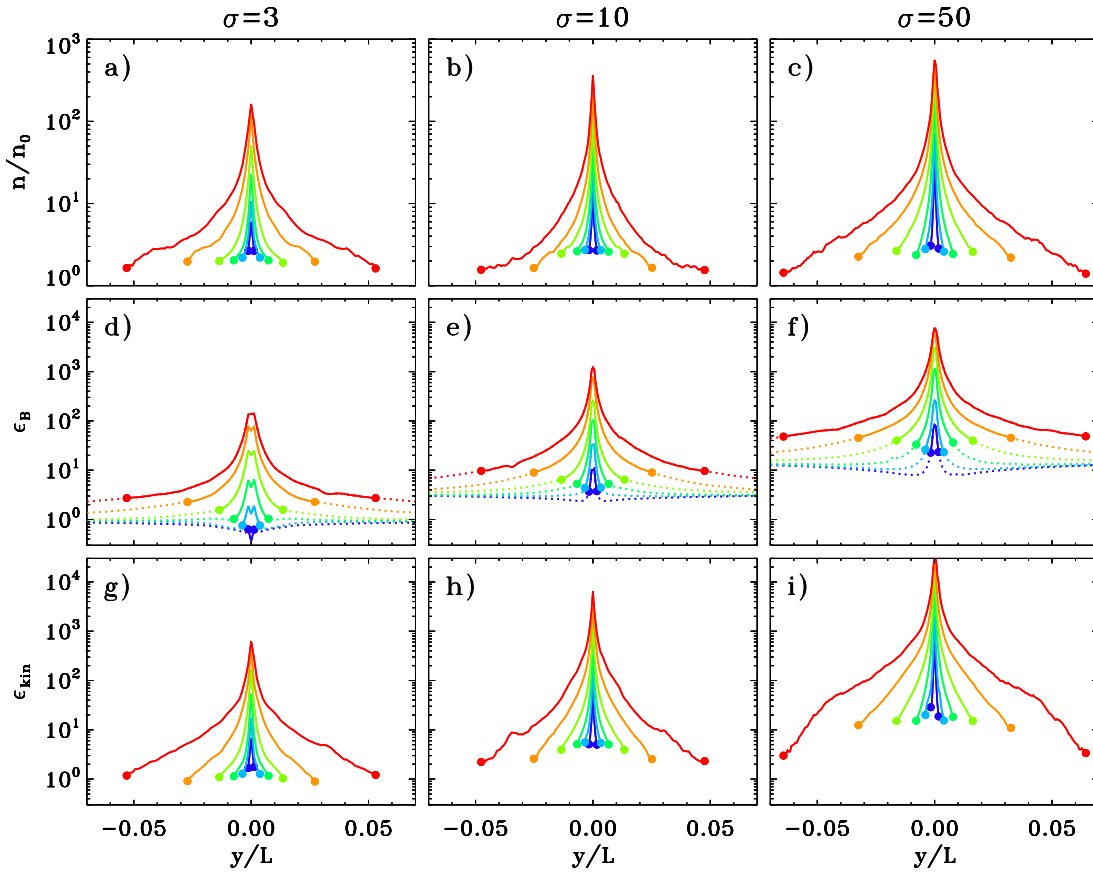 σ=3 σ=10 σ=50
a) b) c)
10³
10²
10¹
10⁰
n/n₀
d) e) f)
10⁴
10³
10²
10¹
10⁰
ϵ_B
g) h) i)
10⁴
10³
10²
10¹
10⁰
ϵ_kin
−0.05 0.00 0.05 −0.05 0.00 0.05 −0.05 0.00 0.05
y/L y/L y/L